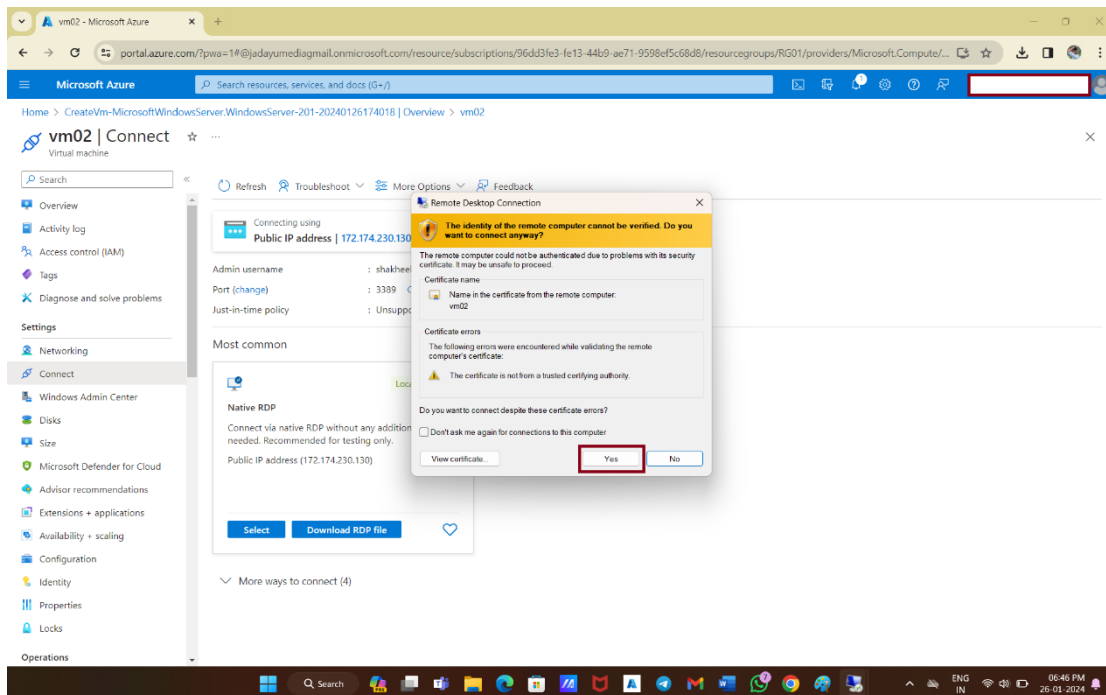 vm02 - Microsoft Azure
portal.azure.com/?pwa=1#@jadayumediagmail.onmicrosoft.com/resource/subscriptions/96dd3fe3-fe13-44b9-ae71-9598ef5c68d8/resourcegroups/RG01/providers/Microsoft.Compute/...
Microsoft Azure
Search resources, services, and docs (G+/)
1
Home > CreateVm-MicrosoftWindowsServer.WindowsServer-201-20240126174018 | Overview > vm02
vm02 | Connect
Virtual machine
Search
Refresh Troubleshoot More Options Feedback
Overview
Activity log
Access control (IAM)
Tags
Diagnose and solve problems
Settings
Networking
Connect
Windows Admin Center
Disks
Size
Microsoft Defender for Cloud
Advisor recommendations
Extensions + applications
Availability + scaling
Configuration
Identity
Properties
Locks
Operations
Connecting using
Public IP address | 172.174.230.130
Admin username : shakhee
Port (change) : 3389
Just-in-time policy : Unsuppo
Most common
Loca
Native RDP
Connect via native RDP without any addition
needed. Recommended for testing only.
Public IP address (172.174.230.130)
Select Download RDP file
More ways to connect (4)
Remote Desktop Connection
The identity of the remote computer cannot be verified. Do you
want to connect anyway?
The remote computer could not be authenticated due to problems with its security
certificate. It may be unsafe to proceed.
Certificate name
Name in the certificate from the remote computer:
vm02
Certificate errors
The following errors were encountered while validating the remote
computer's certificate:
The certificate is not from a trusted certifying authority.
Do you want to connect despite these certificate errors?
Don't ask me again for connections to this computer
View certificate... Yes No
Search
ENG
IN
06:46 PM
26-01-2024